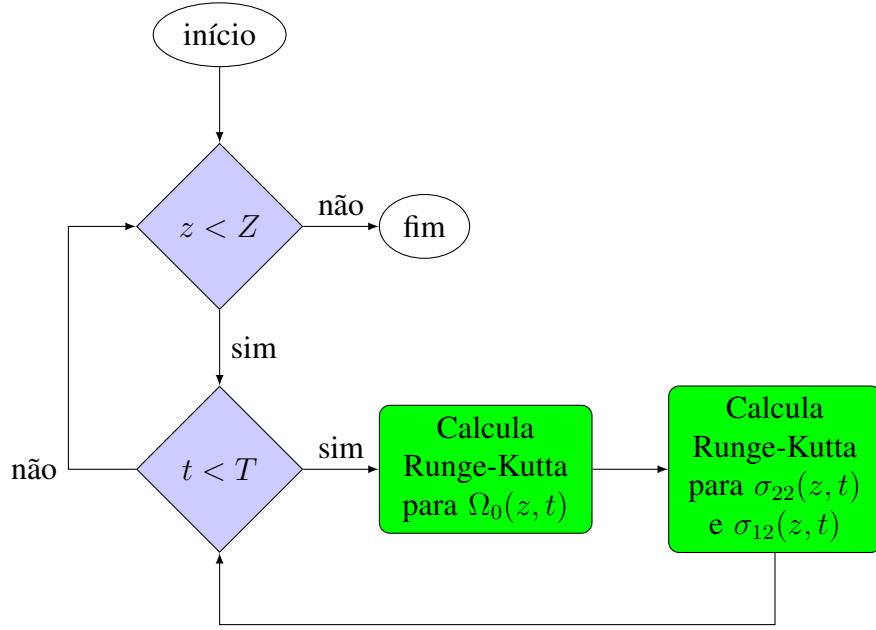 início
z < Z
não
fim
sim
t < T
não
sim
Calcula
Runge-Kutta
para Ω₀(z, t)
Calcula
Runge-Kutta
para σ₂₂(z, t)
e σ₁₂(z, t)